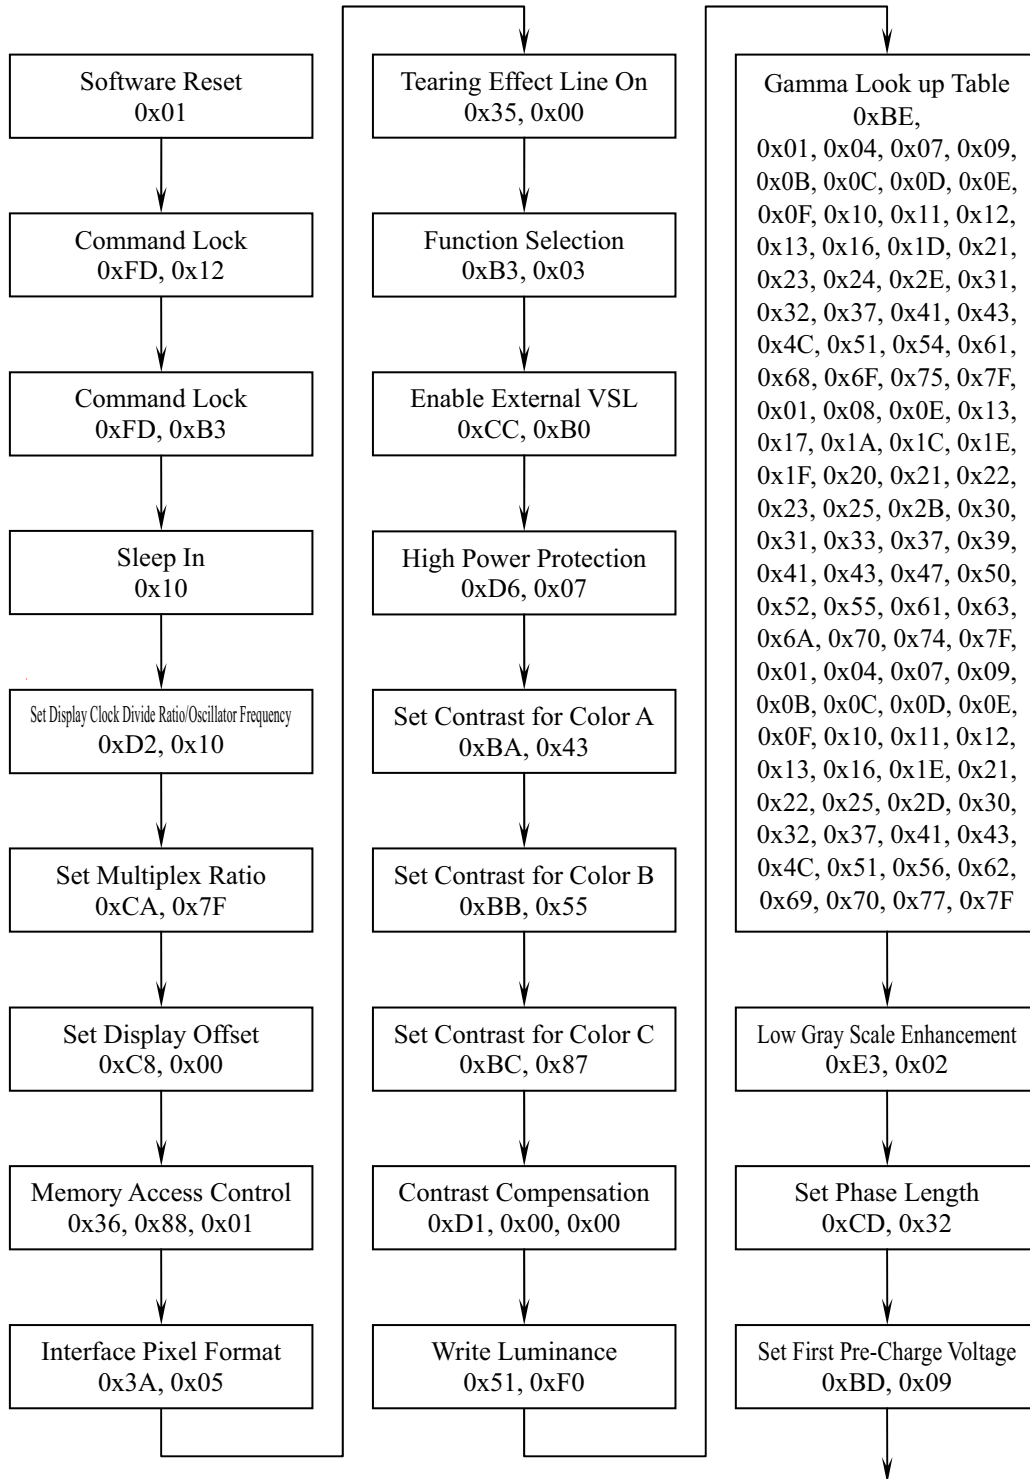 Software Reset
0x01
Command Lock
0xFD, 0x12
Command Lock
0xFD, 0xB3
Sleep In
0x10
Set Display Clock Divide Ratio/Oscillator Frequency
0xD2, 0x10
Set Multiplex Ratio
0xCA, 0x7F
Set Display Offset
0xC8, 0x00
Memory Access Control
0x36, 0x88, 0x01
Interface Pixel Format
0x3A, 0x05
Tearing Effect Line On
0x35, 0x00
Function Selection
0xB3, 0x03
Enable External VSL
0xCC, 0xB0
High Power Protection
0xD6, 0x07
Set Contrast for Color A
0xBA, 0x43
Set Contrast for Color B
0xBB, 0x55
Set Contrast for Color C
0xBC, 0x87
Contrast Compensation
0xD1, 0x00, 0x00
Write Luminance
0x51, 0xF0
Gamma Look up Table
0xBE,
0x01, 0x04, 0x07, 0x09,
0x0B, 0x0C, 0x0D, 0x0E,
0x0F, 0x10, 0x11, 0x12,
0x13, 0x16, 0x1D, 0x21,
0x23, 0x24, 0x2E, 0x31,
0x32, 0x37, 0x41, 0x43,
0x4C, 0x51, 0x54, 0x61,
0x68, 0x6F, 0x75, 0x7F,
0x01, 0x08, 0x0E, 0x13,
0x17, 0x1A, 0x1C, 0x1E,
0x1F, 0x20, 0x21, 0x22,
0x23, 0x25, 0x2B, 0x30,
0x31, 0x33, 0x37, 0x39,
0x41, 0x43, 0x47, 0x50,
0x52, 0x55, 0x61, 0x63,
0x6A, 0x70, 0x74, 0x7F,
0x01, 0x04, 0x07, 0x09,
0x0B, 0x0C, 0x0D, 0x0E,
0x0F, 0x10, 0x11, 0x12,
0x13, 0x16, 0x1E, 0x21,
0x22, 0x25, 0x2D, 0x30,
0x32, 0x37, 0x41, 0x43,
0x4C, 0x51, 0x56, 0x62,
0x69, 0x70, 0x77, 0x7F
Low Gray Scale Enhancement
0xE3, 0x02
Set Phase Length
0xCD, 0x32
Set First Pre-Charge Voltage
0xBD, 0x09